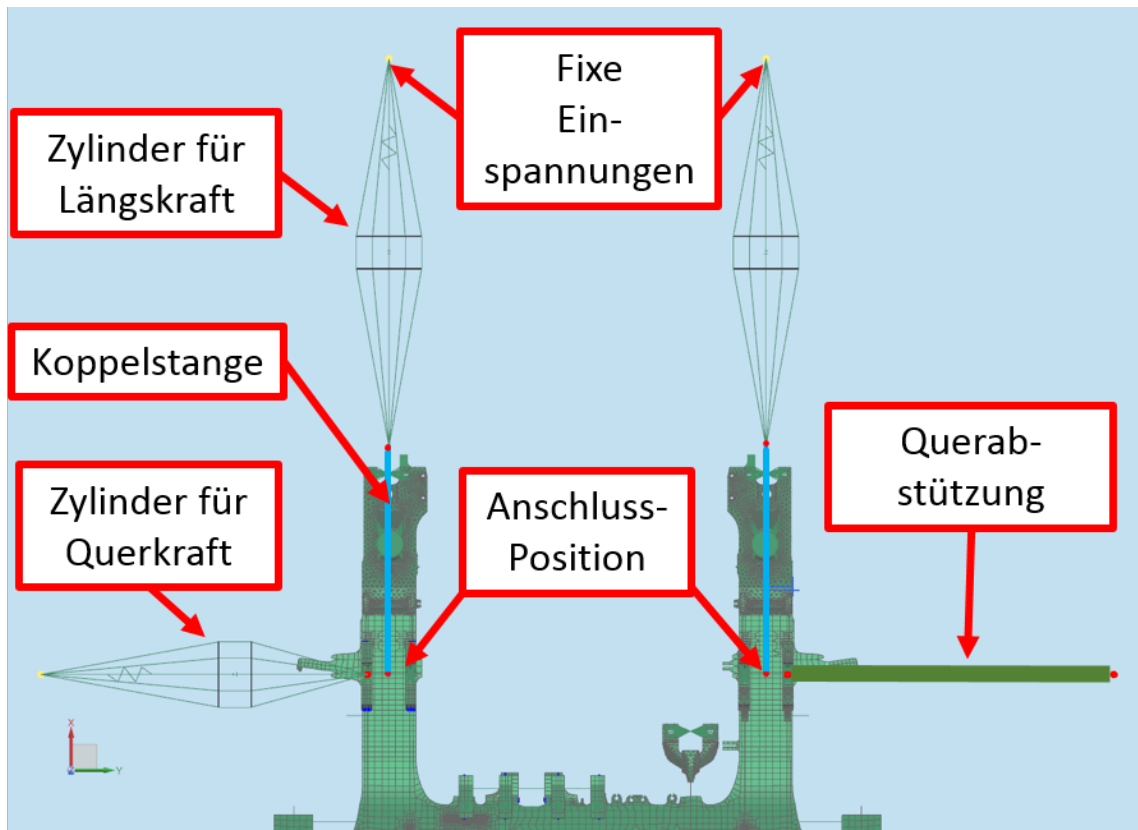 Fixe
Ein-
spannungen
Zylinder für
Längskraft
Koppelstange
Querab-
stützung
Zylinder für
Querkraft
Anschluss-
Position
X
Y